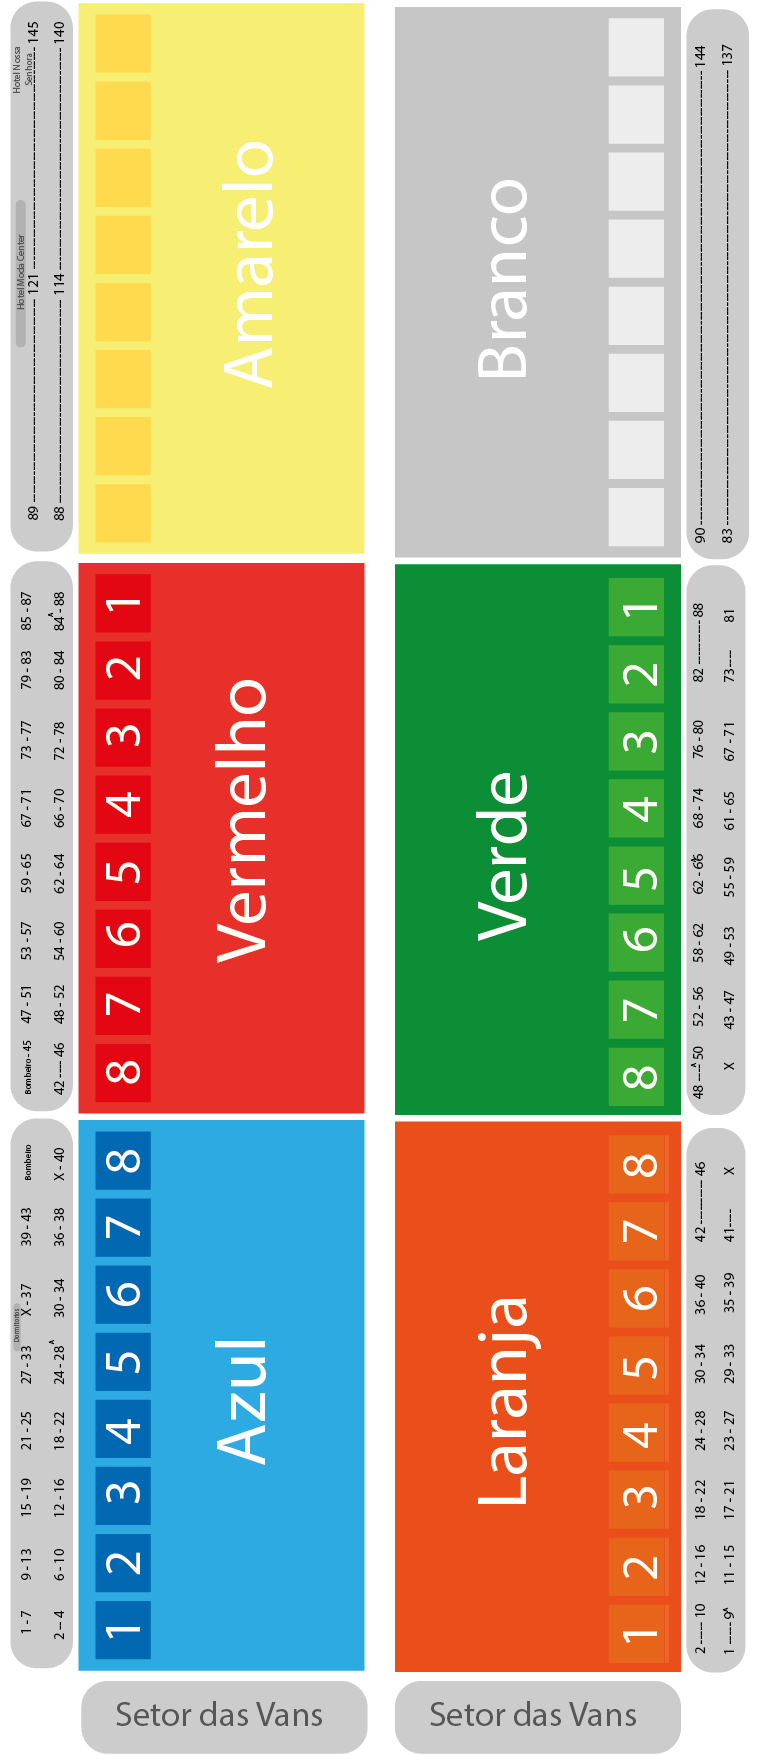 Hotel Nossa
Senhora
89 145
Hotel Moda Center
121
88 114 140
Amarelo
Branco
90 144
83 137
Bombeiro - 45 47 - 51 53 - 57 59 - 65 67 - 71 73 - 77 79 - 83 85 - 87
42 ---- 46 48 - 52 54 - 60 62 - 64 66 - 70 72 - 78 80 - 84 84A - 88
8 7 6 5 4 3 2 1
Vermelho
Verde
8 7 6 5 4 3 2 1
48 ----A 50 52 - 56 58 - 62 62 - 66A 68 - 74 76 - 80 82 ---------- 88
X 43 - 47 49 - 53 55 - 59 61 - 65 67 - 71 73---- 81
Dormitorios
1 - 7 9 - 13 15 - 19 21 - 25 27 - 33 X - 37 39 - 43 Bombeiro
2 -- 4 6 - 10 12 - 16 18 - 22 24 - 28A 30 - 34 36 - 38 X - 40
1 2 3 4 5 6 7 8
Azul
Laranja
1 2 3 4 5 6 7 8
2 ---- 10 12 - 16 18 - 22 24 - 28 30 - 34 36 - 40 42 ---------- 46
1 ---- 9A 11 - 15 17 - 21 23 - 27 29 - 33 35 - 39 41---- X
Setor das Vans
Setor das Vans